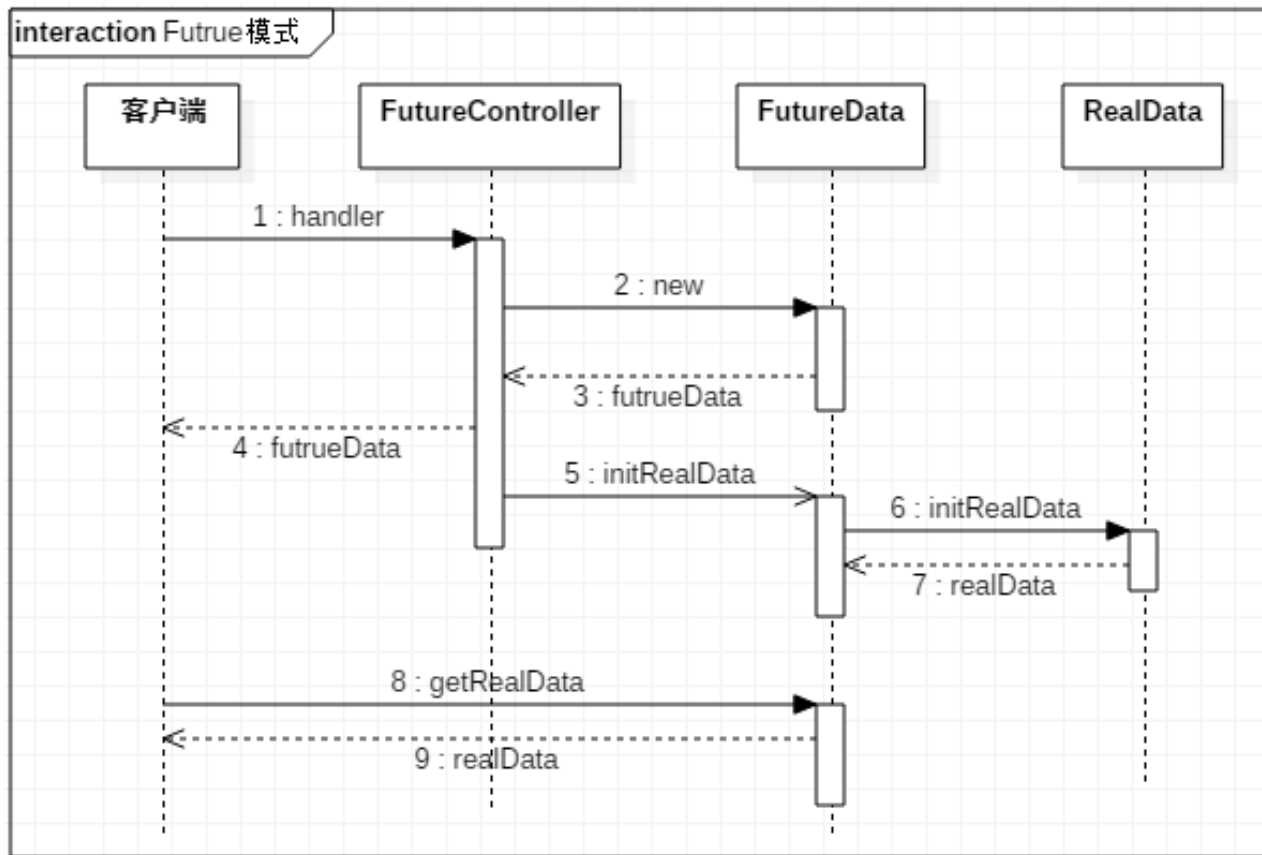 interaction Futrue模式
客户端
FutureController
FutureData
RealData
1 : handler
2 : new
3 : futrueData
4 : futrueData
5 : initRealData
6 : initRealData
7 : realData
8 : getRealData
9 : realData